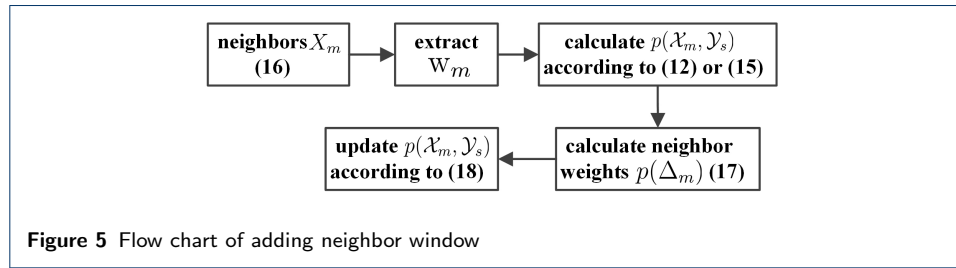 neighbors X_m
(16)
extract
W_m
calculate p(𝒳_m, 𝒴_s)
according to (12) or (15)
calculate neighbor
weights p(Δ_m) (17)
update p(𝒳_m, 𝒴_s)
according to (18)
Figure 5 Flow chart of adding neighbor window